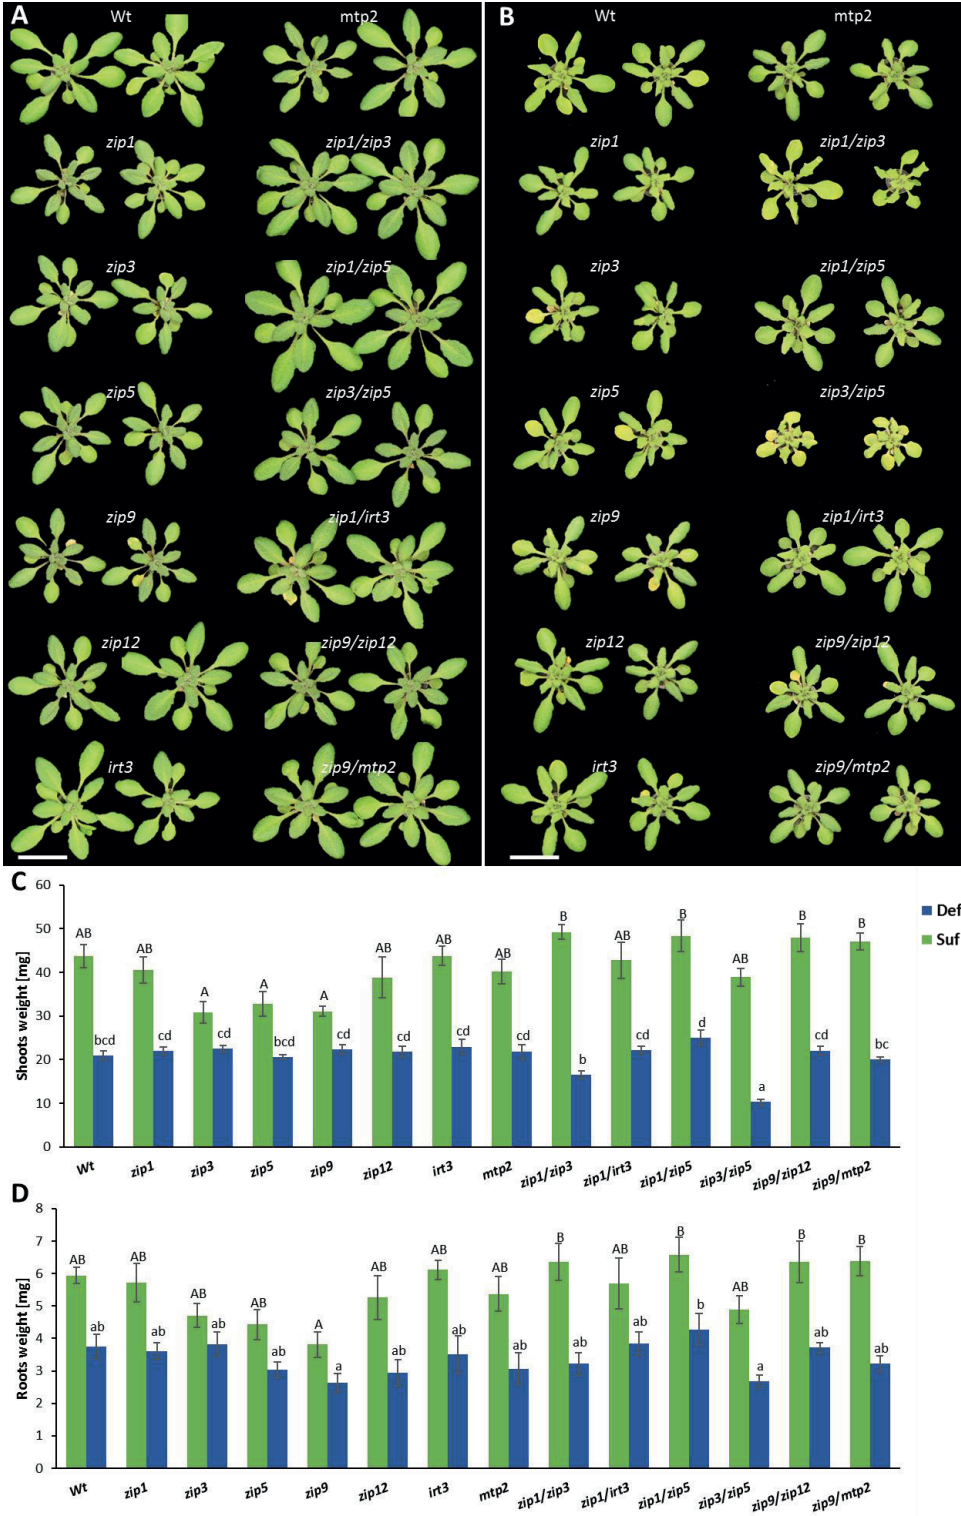 A
Wt
mtp2
zip1
zip1/zip3
zip3
zip1/zip5
zip5
zip3/zip5
zip9
zip1/irt3
zip12
zip9/zip12
irt3
zip9/mtp2
B
Wt
mtp2
zip1
zip1/zip3
zip3
zip1/zip5
zip5
zip3/zip5
zip9
zip1/irt3
zip12
zip9/zip12
irt3
zip9/mtp2
C
Shoots weight [mg]
60
50
40
30
20
10
0
AB AB A A A AB AB AB B AB B AB B B
bcd cd cd bcd cd cd cd cd b cd d a cd bc
Wt zip1 zip3 zip5 zip9 zip12 irt3 mtp2 zip1/zip3 zip1/irt3 zip1/zip5 zip3/zip5 zip9/zip12 zip9/mtp2
Def
Suf
D
Roots weight [mg]
8
7
6
5
4
3
2
1
0
AB AB AB AB A AB AB AB B AB B AB B B
ab ab ab ab a ab ab ab ab ab b a ab ab
Wt zip1 zip3 zip5 zip9 zip12 irt3 mtp2 zip1/zip3 zip1/irt3 zip1/zip5 zip3/zip5 zip9/zip12 zip9/mtp2